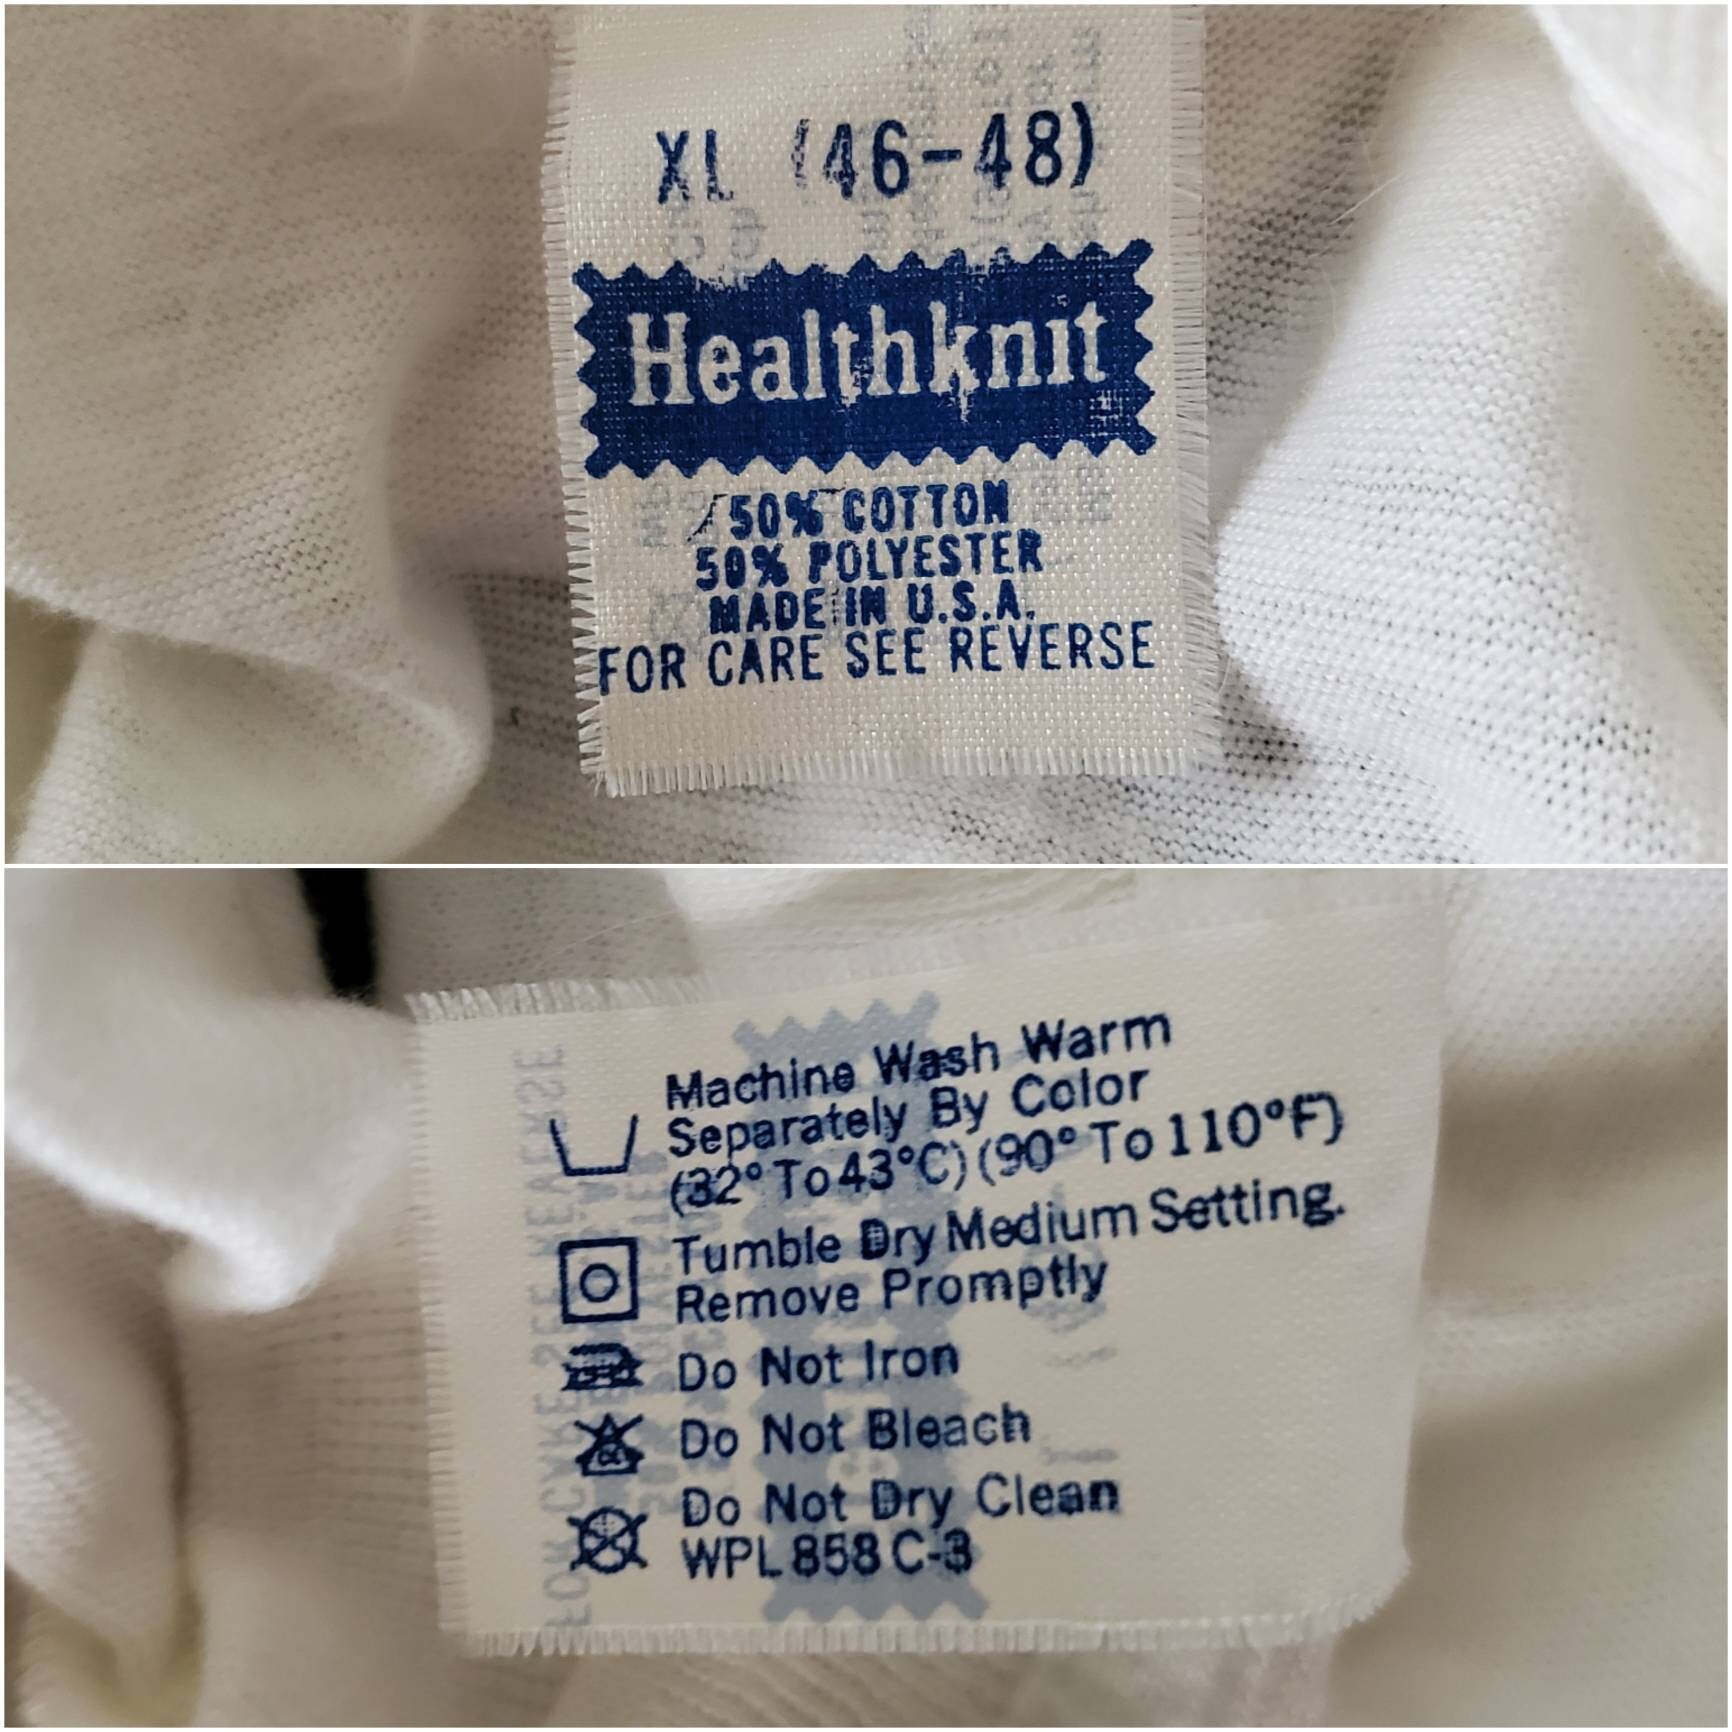 XL (46-48)
Healthknit
50% COTTON
50% POLYESTER
MADE IN U.S.A.
FOR CARE SEE REVERSE
Machine Wash Warm
Separately By Color
(32° To 43°C) (90° To 110°F)
Tumble Dry Medium Setting.
Remove Promptly
Do Not Iron
Do Not Bleach
Do Not Dry Clean
WPL 858 C-3